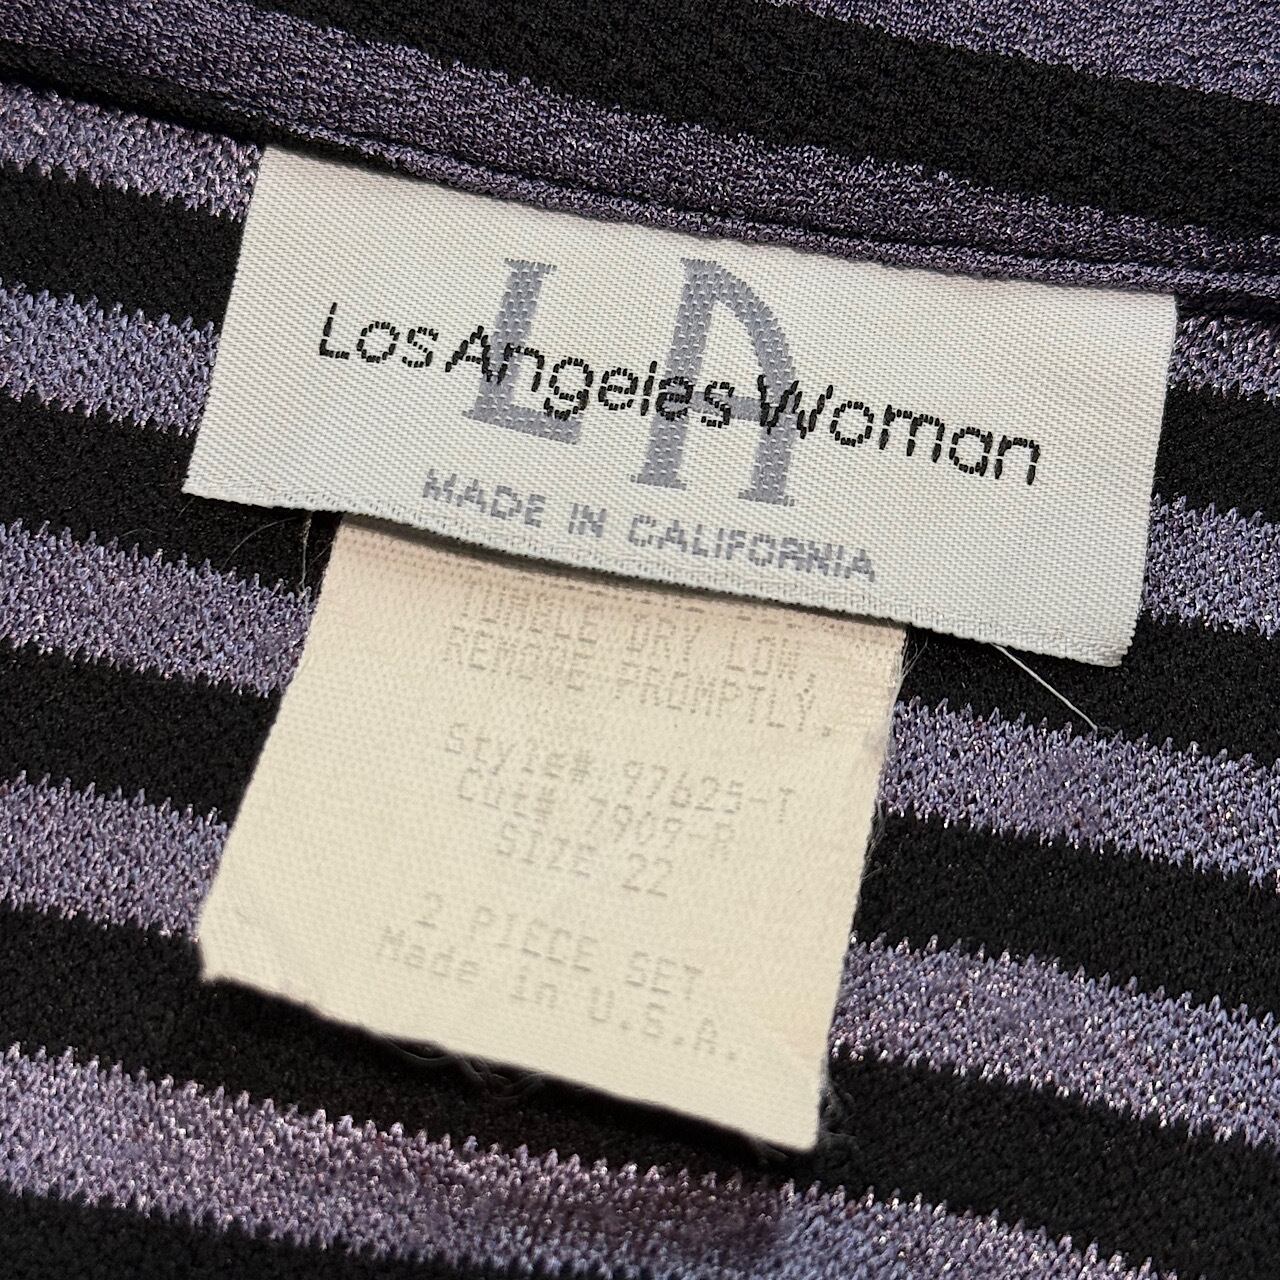 LA
Los Angeles Woman
MADE IN CALIFORNIA
TUMBLE DRY LOW,
REMOVE PROMPTLY.
Style# 97625-T
Cut# 7909-R
SIZE 22
2 PIECE SET
Made in U.S.A.